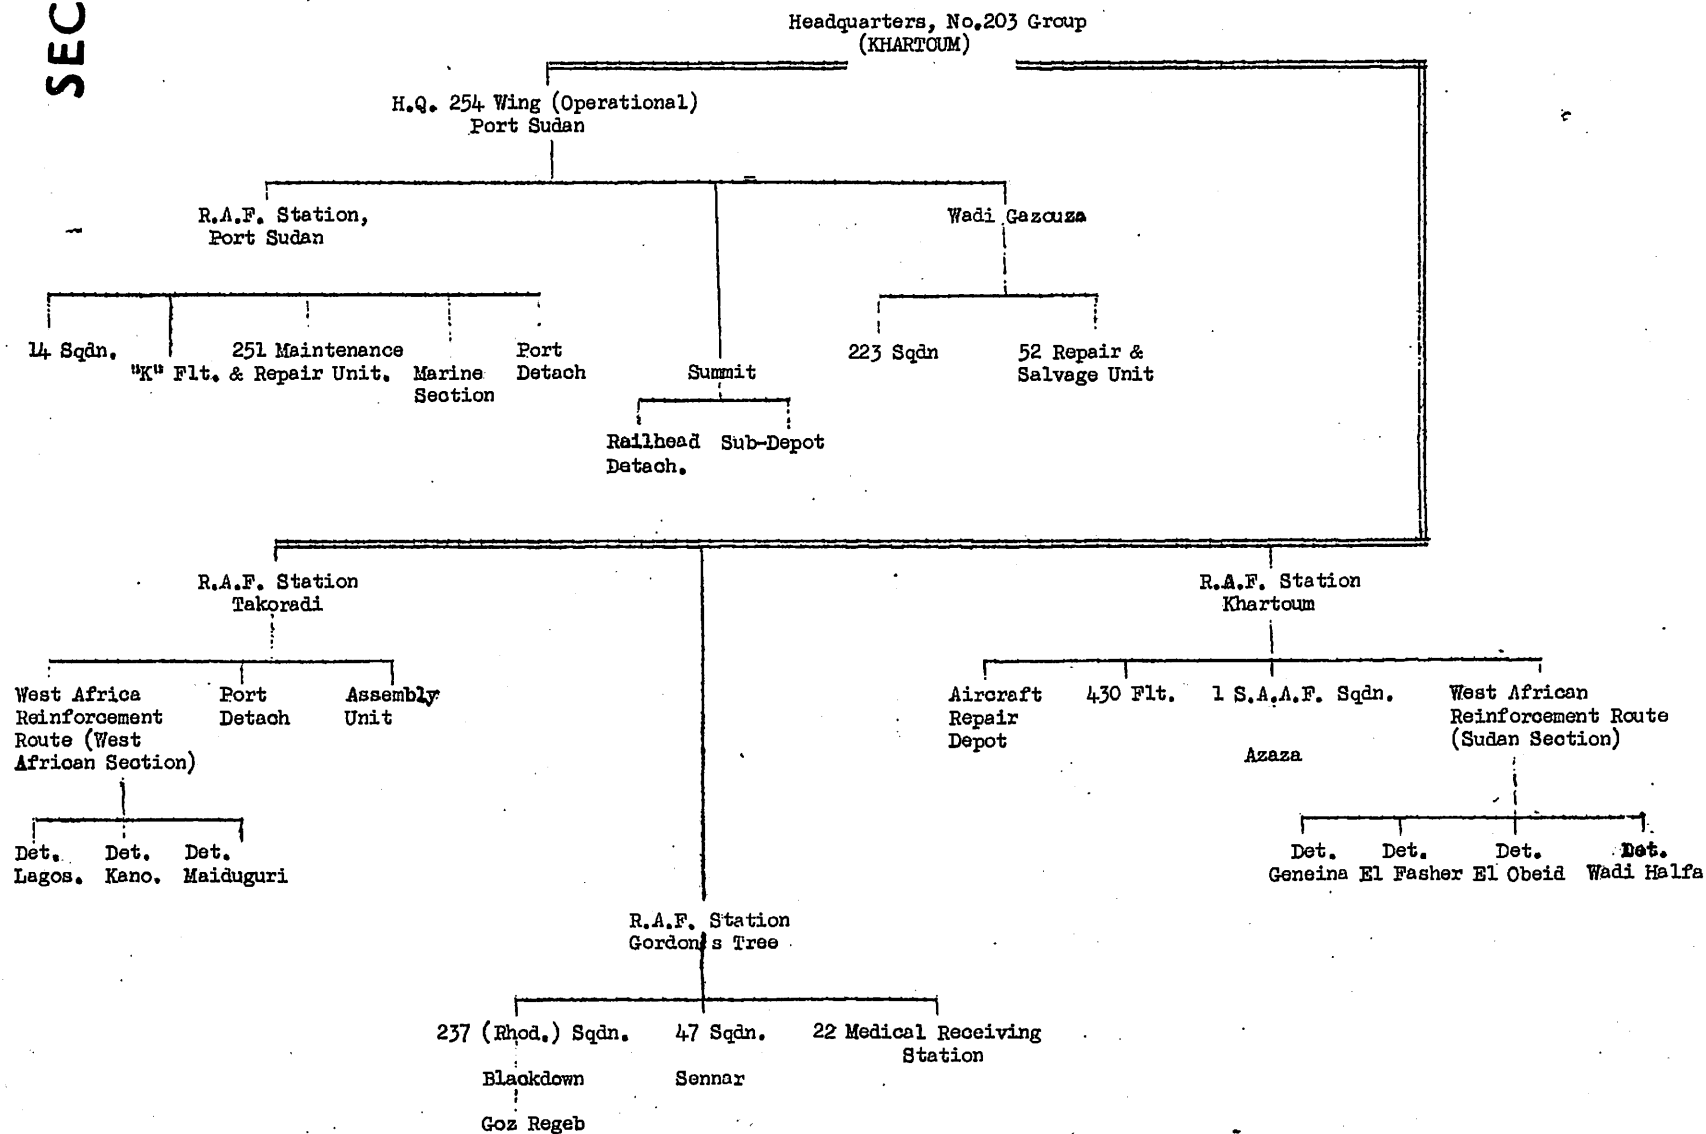 SEC
Headquarters, No.203 Group
(KHARTOUM)
H.Q. 254 Wing (Operational)
Port Sudan
R.A.F. Station,
Port Sudan
Wadi Gazouza
14 Sqdn.
"K" Flt.
251 Maintenance
& Repair Unit.
Marine
Section
Port
Detach
Summit
Railhead
Detach.
Sub-Depot
223 Sqdn
52 Repair &
Salvage Unit
R.A.F. Station
Takoradi
West Africa
Reinforcement
Route (West
African Section)
Port
Detach
Assembly
Unit
Det.
Lagos.
Det.
Kano.
Det.
Maiduguri
R.A.F. Station
Khartoum
Aircraft
Repair
Depot
430 Flt.
1 S.A.A.F. Sqdn.
Azaza
West African
Reinforcement Route
(Sudan Section)
Det.
Geneina
Det.
El Fasher
Det.
El Obeid
Det.
Wadi Halfa
R.A.F. Station
Gordon's Tree
237 (Rhod.) Sqdn.
Blackdown
Goz Regeb
47 Sqdn.
Sennar
22 Medical Receiving
Station